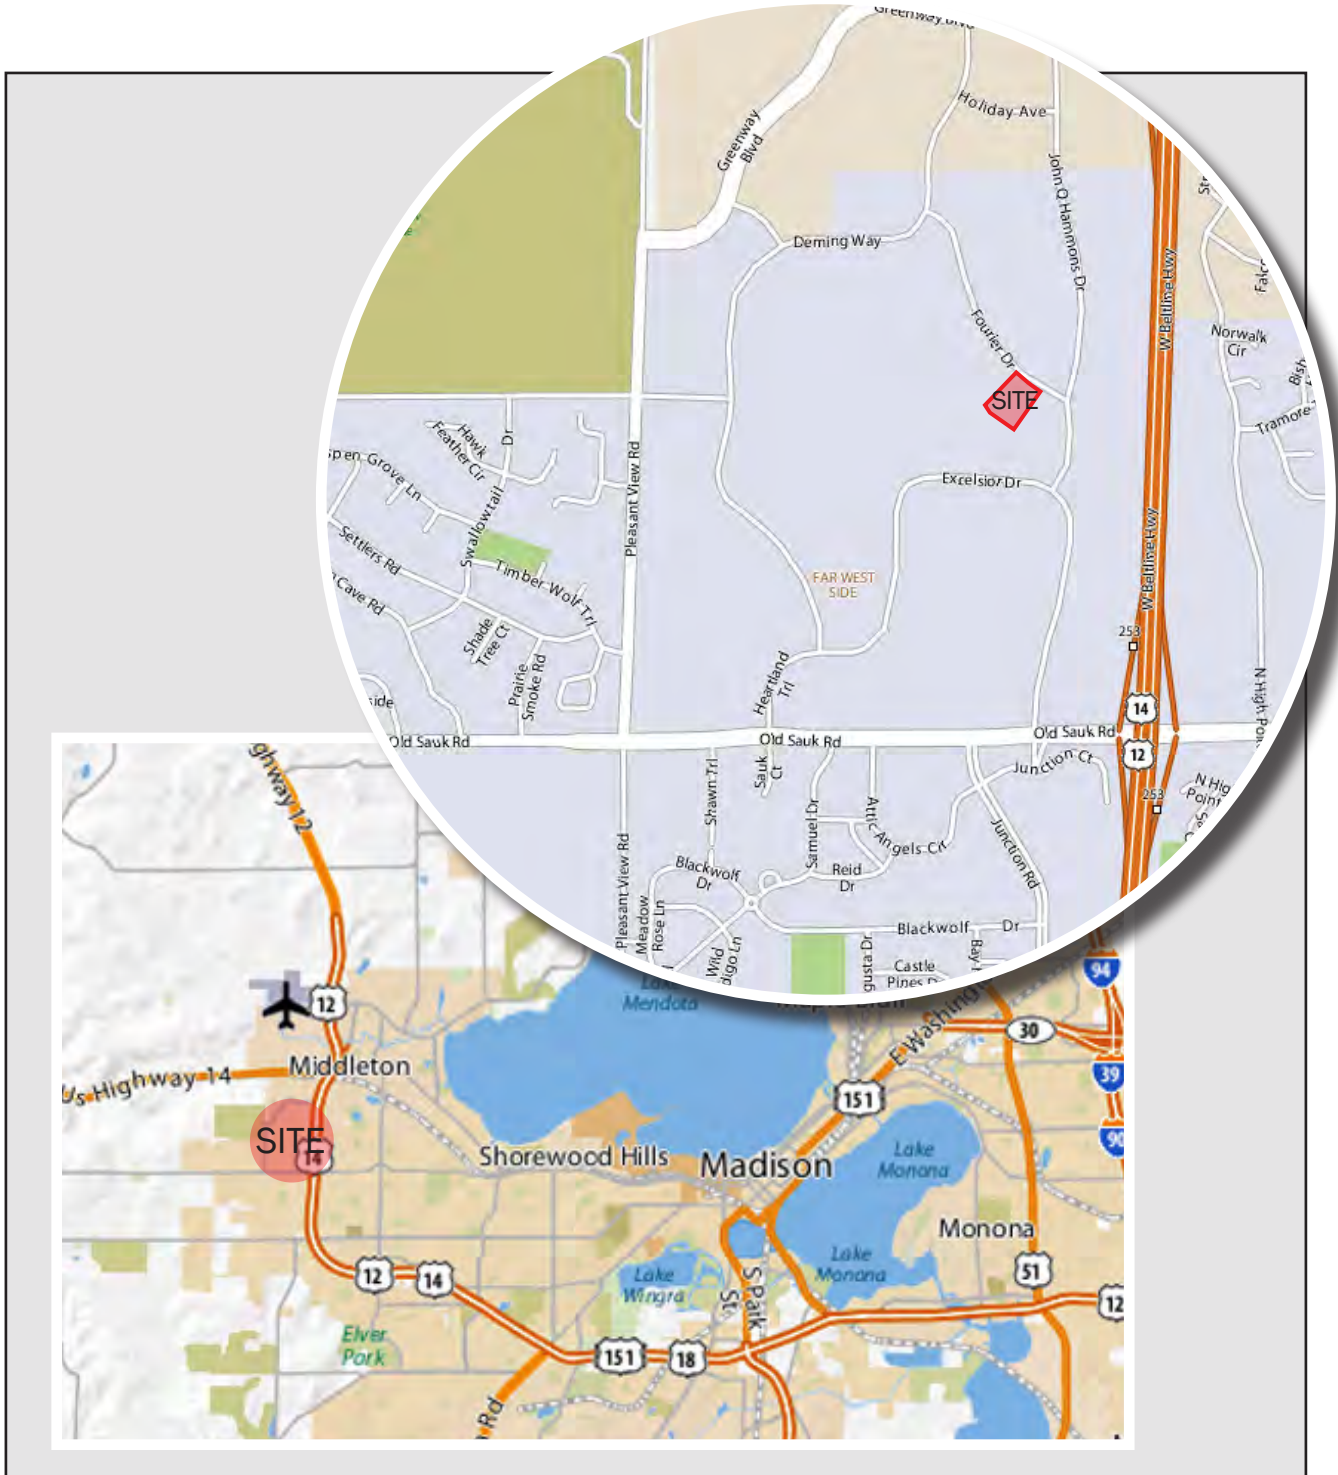 Greenway Blvd
Holiday Ave
Greenway
Blvd
John Q Hammons Dr
Deming Way
W Beltline Hwy
Fourier Dr
Norwalk
Cir
SITE
Tramore
Hawk
Feather Cir
Dr
Swallowtail
Pleasant View Rd
Excelsior Dr
Grove Ln
Settlers Rd
Timber Wolf Trl
Cave Rd
FAR WEST
SIDE
W Beltline Hwy
Shade
Tree Ct
Prairie
Smoke Rd
Heartland
Trl
253
14
12
Old Sauk Rd
Old Sauk Rd
Old Sauk Rd
Junction Ct
Sauk
Ct
Shawn Trl
Samuel Dr
Attic Angels Cir
Junction Rd
253
Blackwolf
Dr
Reid
Dr
Pleasant View Rd
Meadow
Rose Ln
Wild
Blackwolf Dr
Castle
Pines
12
Middleton
Us Highway 14
SITE
14
Lake
Mendota
E Washington
94
30
39
90
151
Shorewood Hills
Madison
Lake
Monona
Monona
Lake
Monona
51
12
14
Lake
Wingra
S Park
St
12
Elver
Park
151
18
Rd